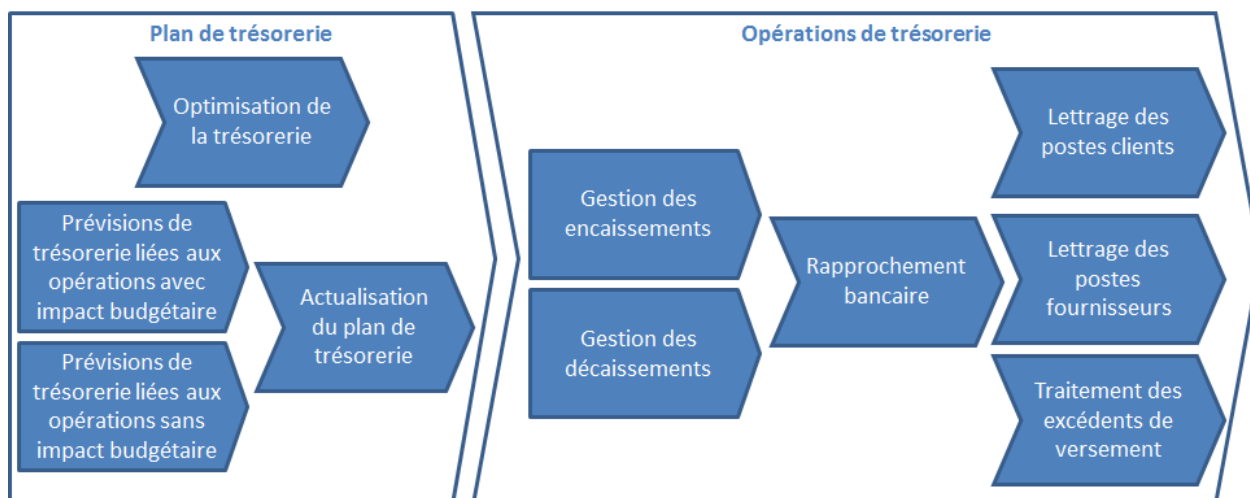 Plan de trésorerie
Optimisation de
la trésorerie
Prévisions de
trésorerie liées aux
opérations avec
impact budgétaire
Prévisions de
trésorerie liées aux
opérations sans
impact budgétaire
Actualisation
du plan de
trésorerie
Opérations de trésorerie
Gestion des
encaissements
Gestion des
décaissements
Rapprochement
bancaire
Lettrage des
postes clients
Lettrage des
postes
fournisseurs
Traitement des
excédents de
versement